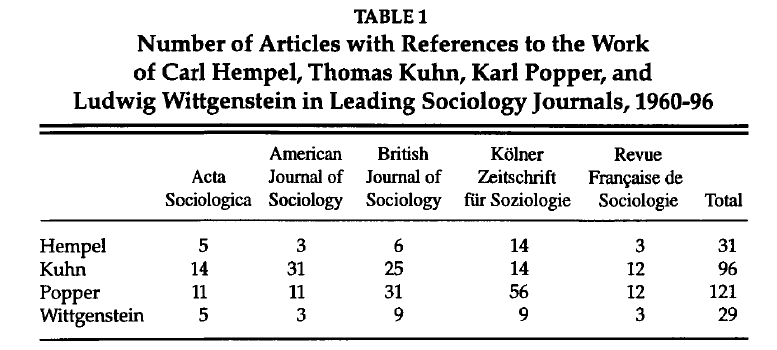 TABLE 1
Number of Articles with References to the Work
of Carl Hempel, Thomas Kuhn, Karl Popper, and
Ludwig Wittgenstein in Leading Sociology Journals, 1960-96
American British Kölner Revue
Acta Journal of Journal of Zeitschrift Française de
Sociologica Sociology Sociology für Soziologie Sociologie Total
Hempel 5 3 6 14 3 31
Kuhn 14 31 25 14 12 96
Popper 11 11 31 56 12 121
Wittgenstein 5 3 9 9 3 29